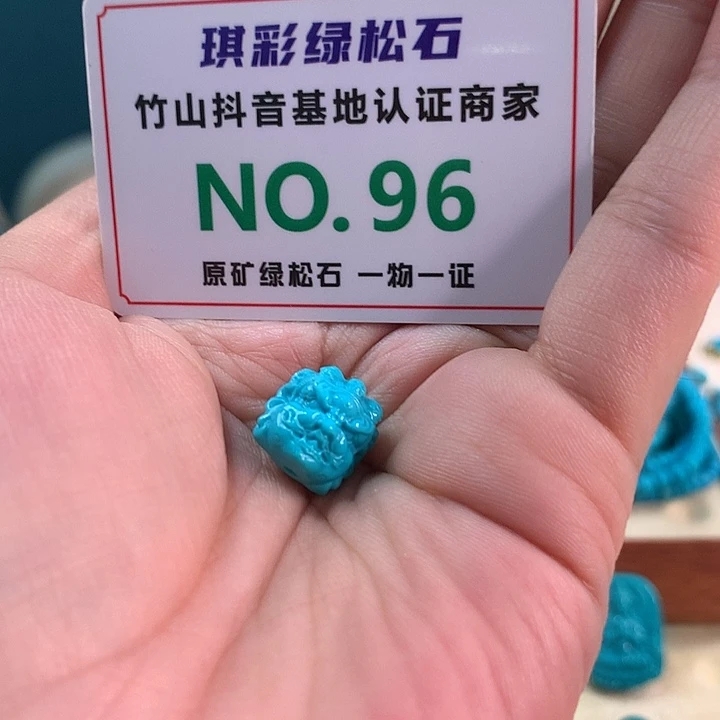 琪彩绿松石
竹山抖音基地认证商家
NO. 96
原矿绿松石 一物一证